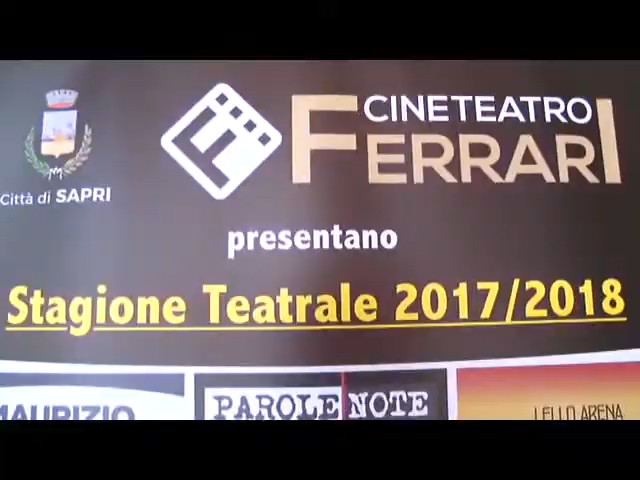 CINETEATRO
FERRARI
Città di SAPRI
presentano
Stagione Teatrale 2017/2018
MAURIZIO
PAROLE NOTE
LELLO ARENA